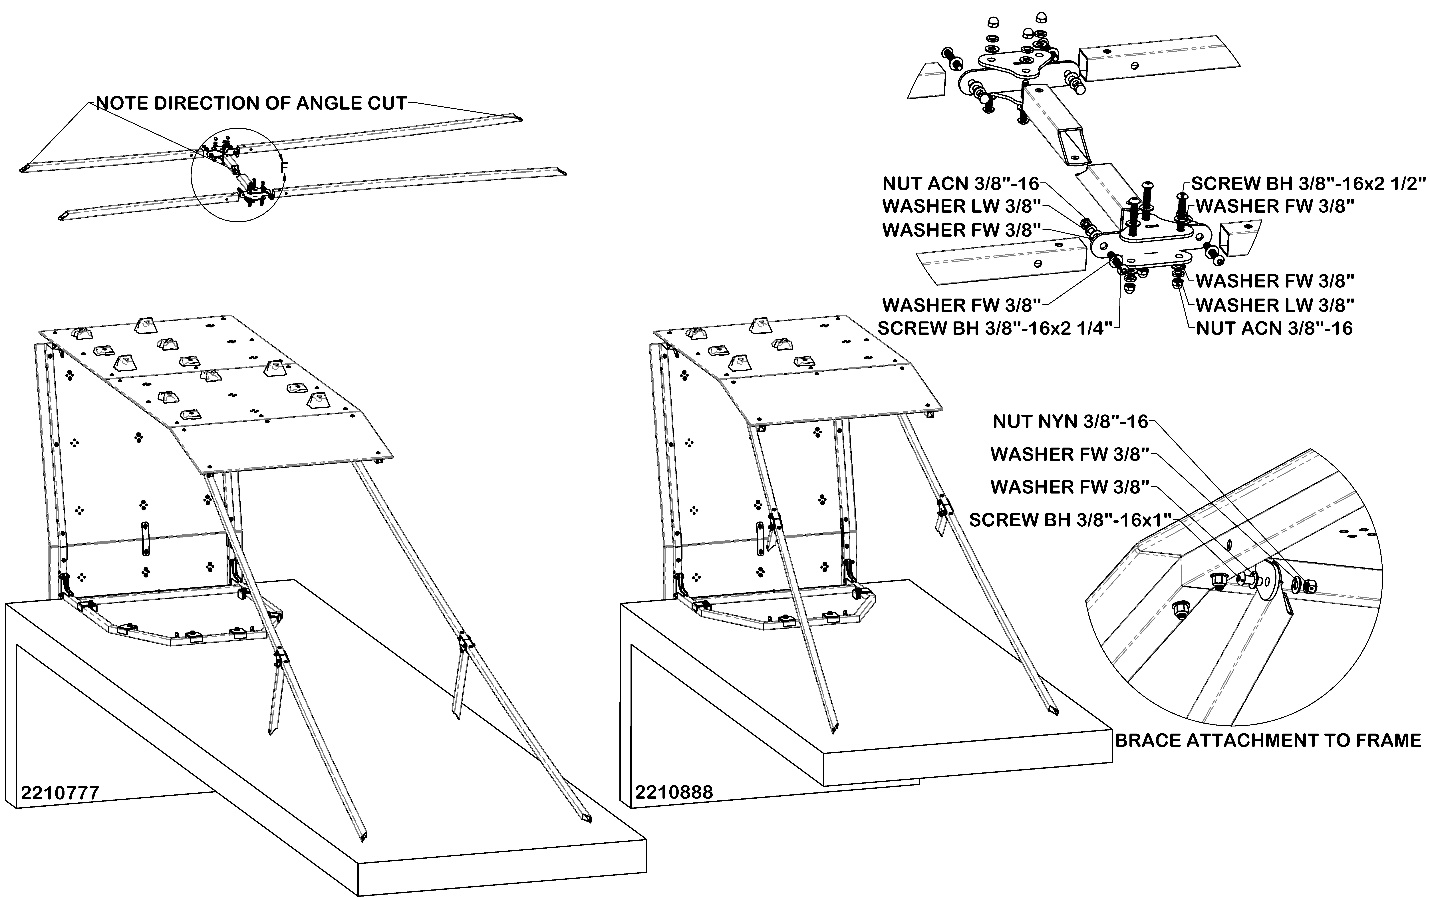 NOTE DIRECTION OF ANGLE CUT
F
NUT ACN 3/8"-16
WASHER LW 3/8"
WASHER FW 3/8"
SCREW BH 3/8"-16x2 1/2"
WASHER FW 3/8"
WASHER FW 3/8"
SCREW BH 3/8"-16x2 1/4"
WASHER FW 3/8"
WASHER LW 3/8"
NUT ACN 3/8"-16
NUT NYN 3/8"-16
WASHER FW 3/8"
WASHER FW 3/8"
SCREW BH 3/8"-16x1"
BRACE ATTACHMENT TO FRAME
2210777
2210888